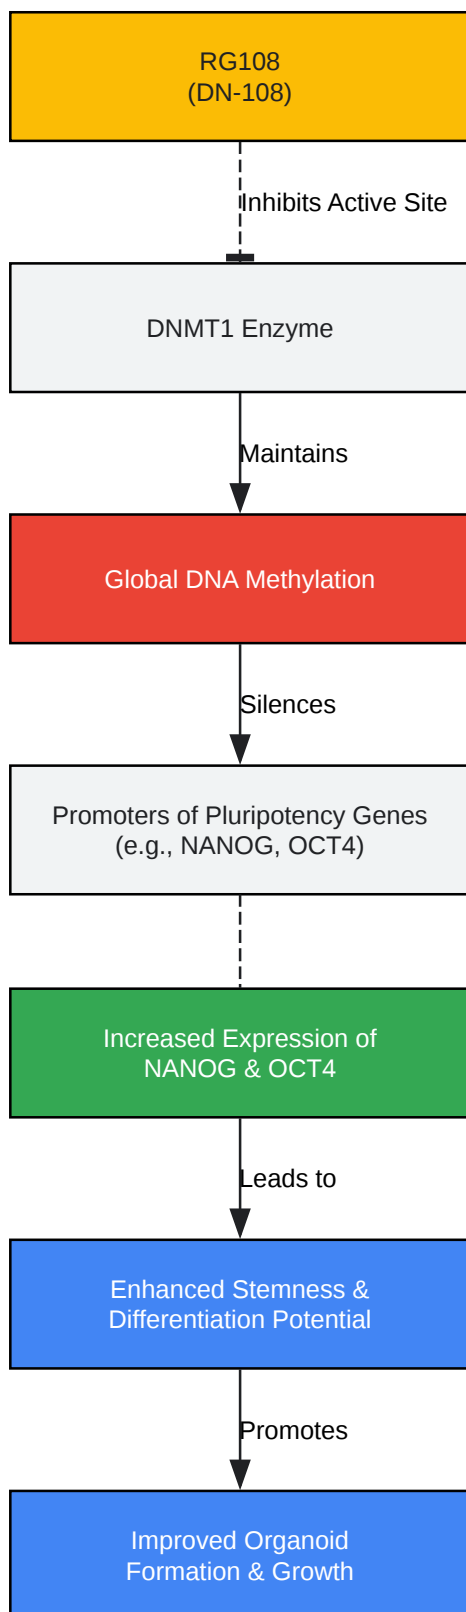 RG108
(DN-108)
Inhibits Active Site
DNMT1 Enzyme
Maintains
Global DNA Methylation
Silences
Promoters of Pluripotency Genes
(e.g., NANOG, OCT4)
Increased Expression of
NANOG & OCT4
Leads to
Enhanced Stemness &
Differentiation Potential
Promotes
Improved Organoid
Formation & Growth